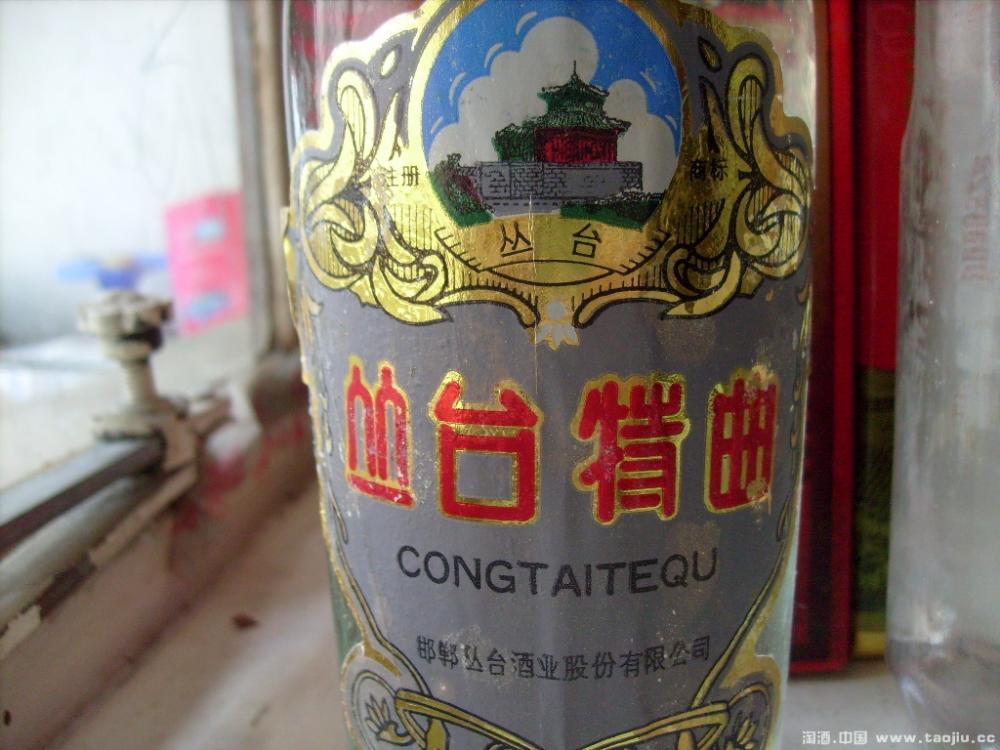 注册 商标
丛台
丛台特曲
CONGTAITEQU
邯郸丛台酒业股份有限公司
淘酒.中国 www.taojiu.cc